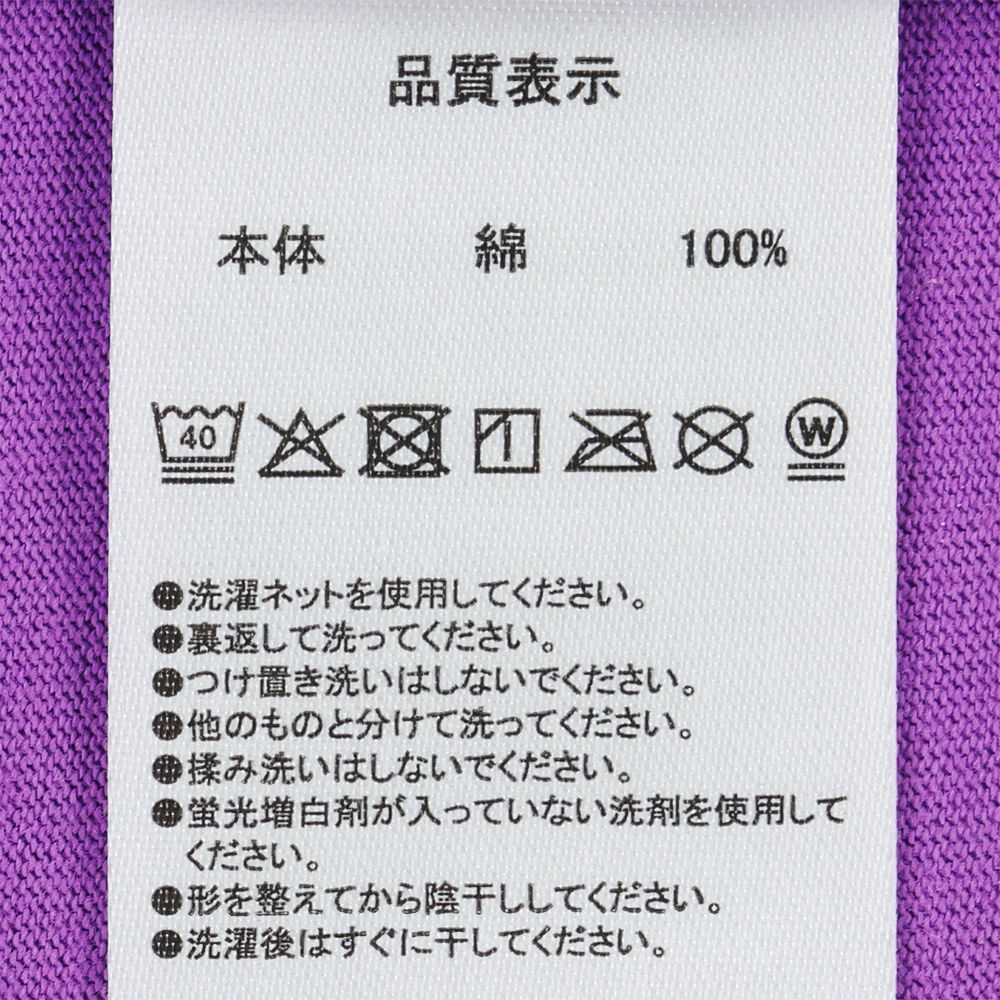 品質表示
本体 綿 100%
40 W
●洗濯ネットを使用してください。
●裏返して洗ってください。
●つけ置き洗いはしないでください。
●他のものと分けて洗ってください。
●揉み洗いはしないでください。
●蛍光増白剤が入っていない洗剤を使用して
ください。
●形を整えてから陰干ししてください。
●洗濯後はすぐに干してください。